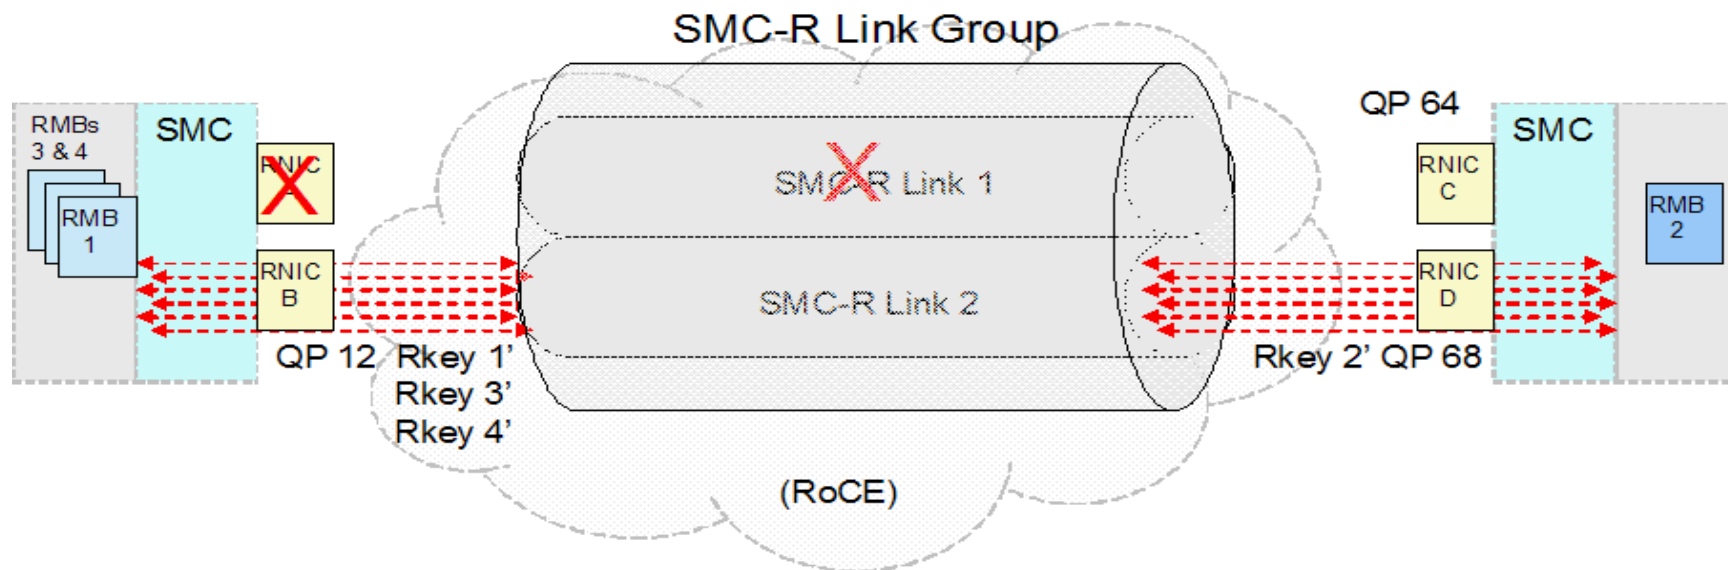 SMC-R Link Group
RMBs
3 & 4
SMC
RNIC
RMB
1
RNIC
B
QP 12 Rkey 1’
Rkey 3’
Rkey 4’
SMC-R Link 1
SMC-R Link 2
(RoCE)
QP 64
SMC
RNIC
C
RMB
2
RNIC
D
Rkey 2’ QP 68